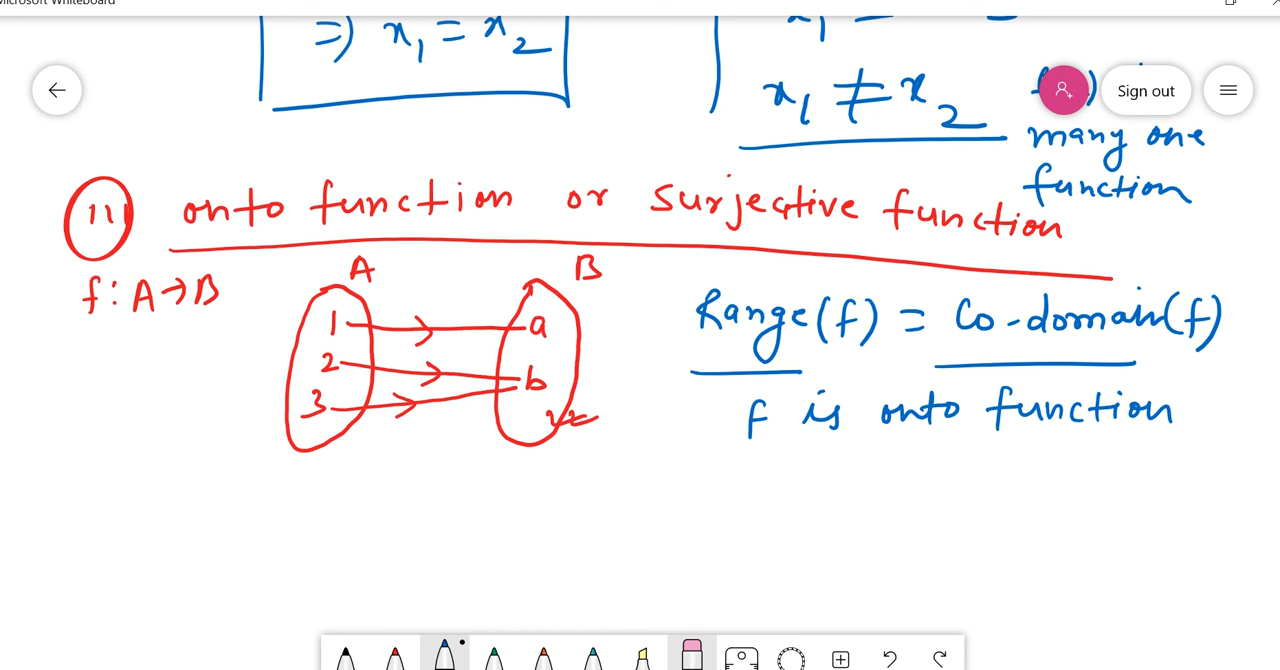 Microsoft Whiteboard
=) x₁ = x₂
x₁ ≠ x₂
Sign out
many one
function
111 onto function or surjective function
f: A→B
A B
1 a
2 b
3
Range(f) = Co-domain(f)
f is onto function